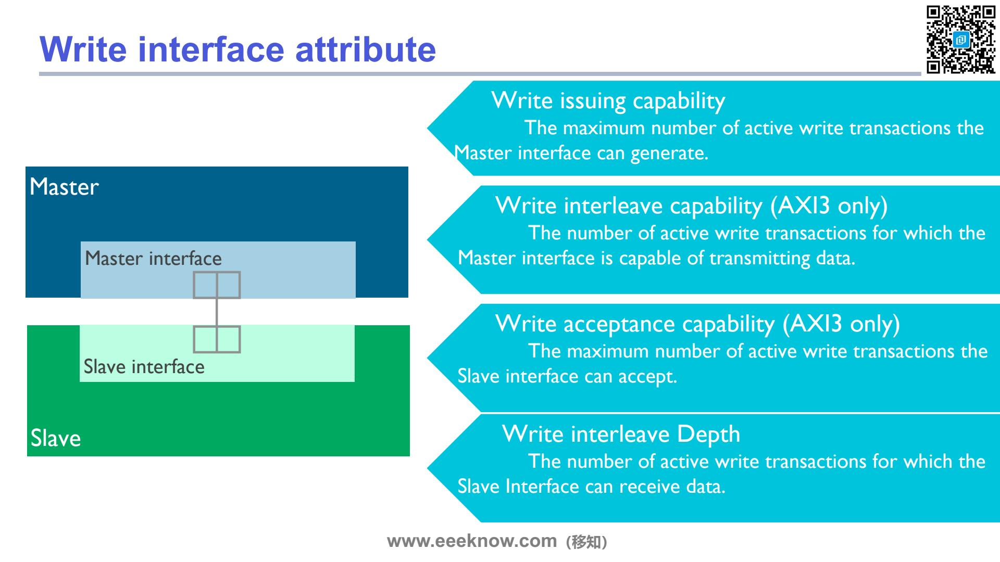 Write interface attribute
Master
Master interface
Slave interface
Slave
Write issuing capability
The maximum number of active write transactions the
Master interface can generate.
Write interleave capability (AXI3 only)
The number of active write transactions for which the
Master interface is capable of transmitting data.
Write acceptance capability (AXI3 only)
The maximum number of active write transactions the
Slave interface can accept.
Write interleave Depth
The number of active write transactions for which the
Slave Interface can receive data.
www.eeeknow.com (移知)